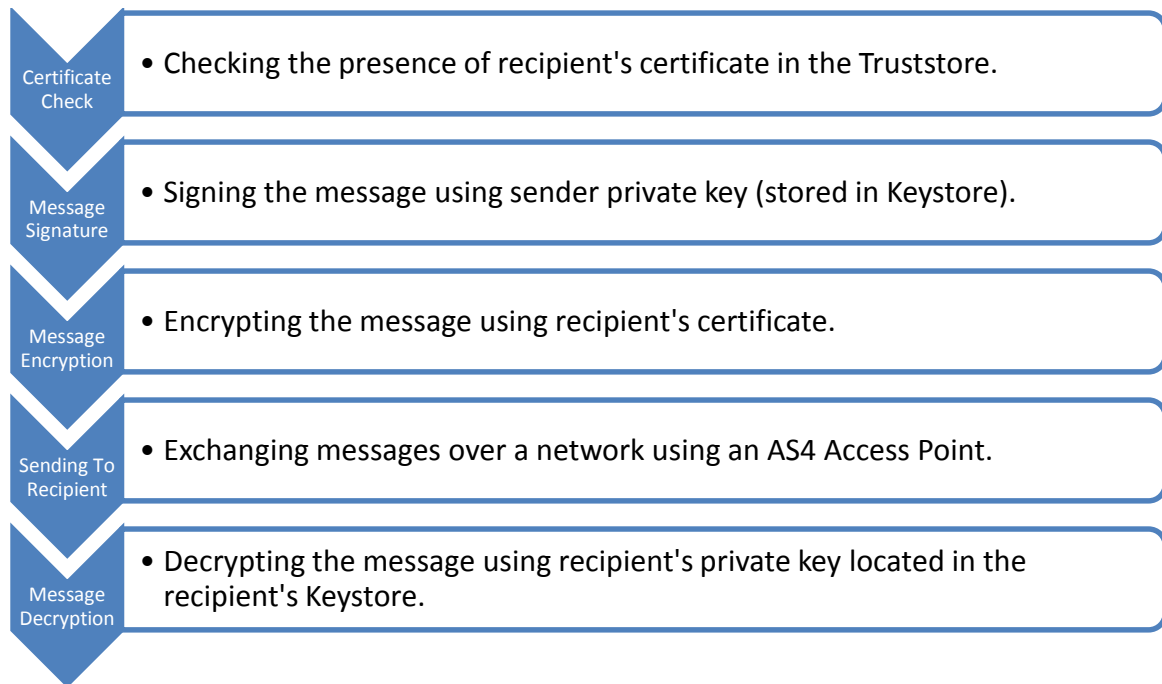 Certificate
Check
• Checking the presence of recipient's certificate in the Truststore.
Message
Signature
• Signing the message using sender private key (stored in Keystore).
Message
Encryption
• Encrypting the message using recipient's certificate.
Sending To
Recipient
• Exchanging messages over a network using an AS4 Access Point.
Message
Decryption
• Decrypting the message using recipient's private key located in the
recipient's Keystore.